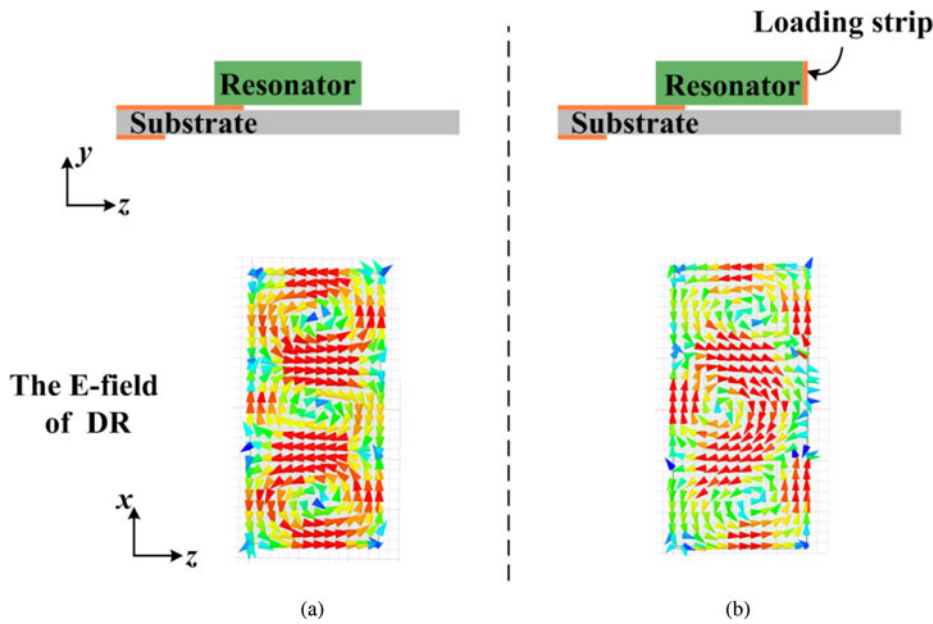 Loading strip
Resonator
Resonator
Substrate
Substrate
y
z
The E-field
of DR
x
z
(a)
(b)